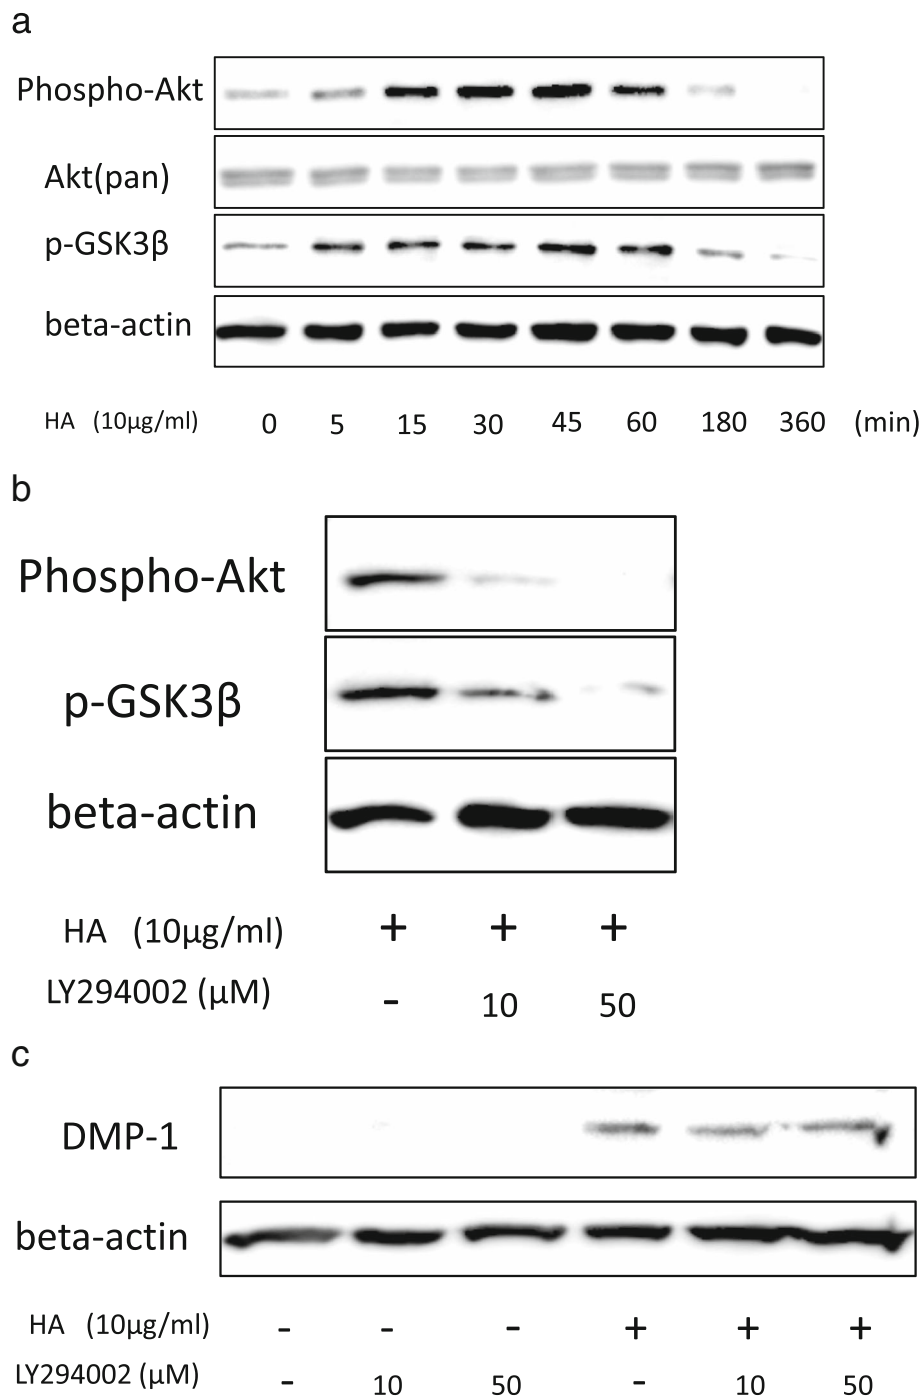 a
Phospho-Akt
Akt(pan)
p-GSK3β
beta-actin
HA (10μg/ml) 0 5 15 30 45 60 180 360 (min)
b
Phospho-Akt
p-GSK3β
beta-actin
HA (10μg/ml) + + +
LY294002 (μM) - 10 50
c
DMP-1
beta-actin
HA (10μg/ml) - - - + + +
LY294002 (μM) - 10 50 - 10 50